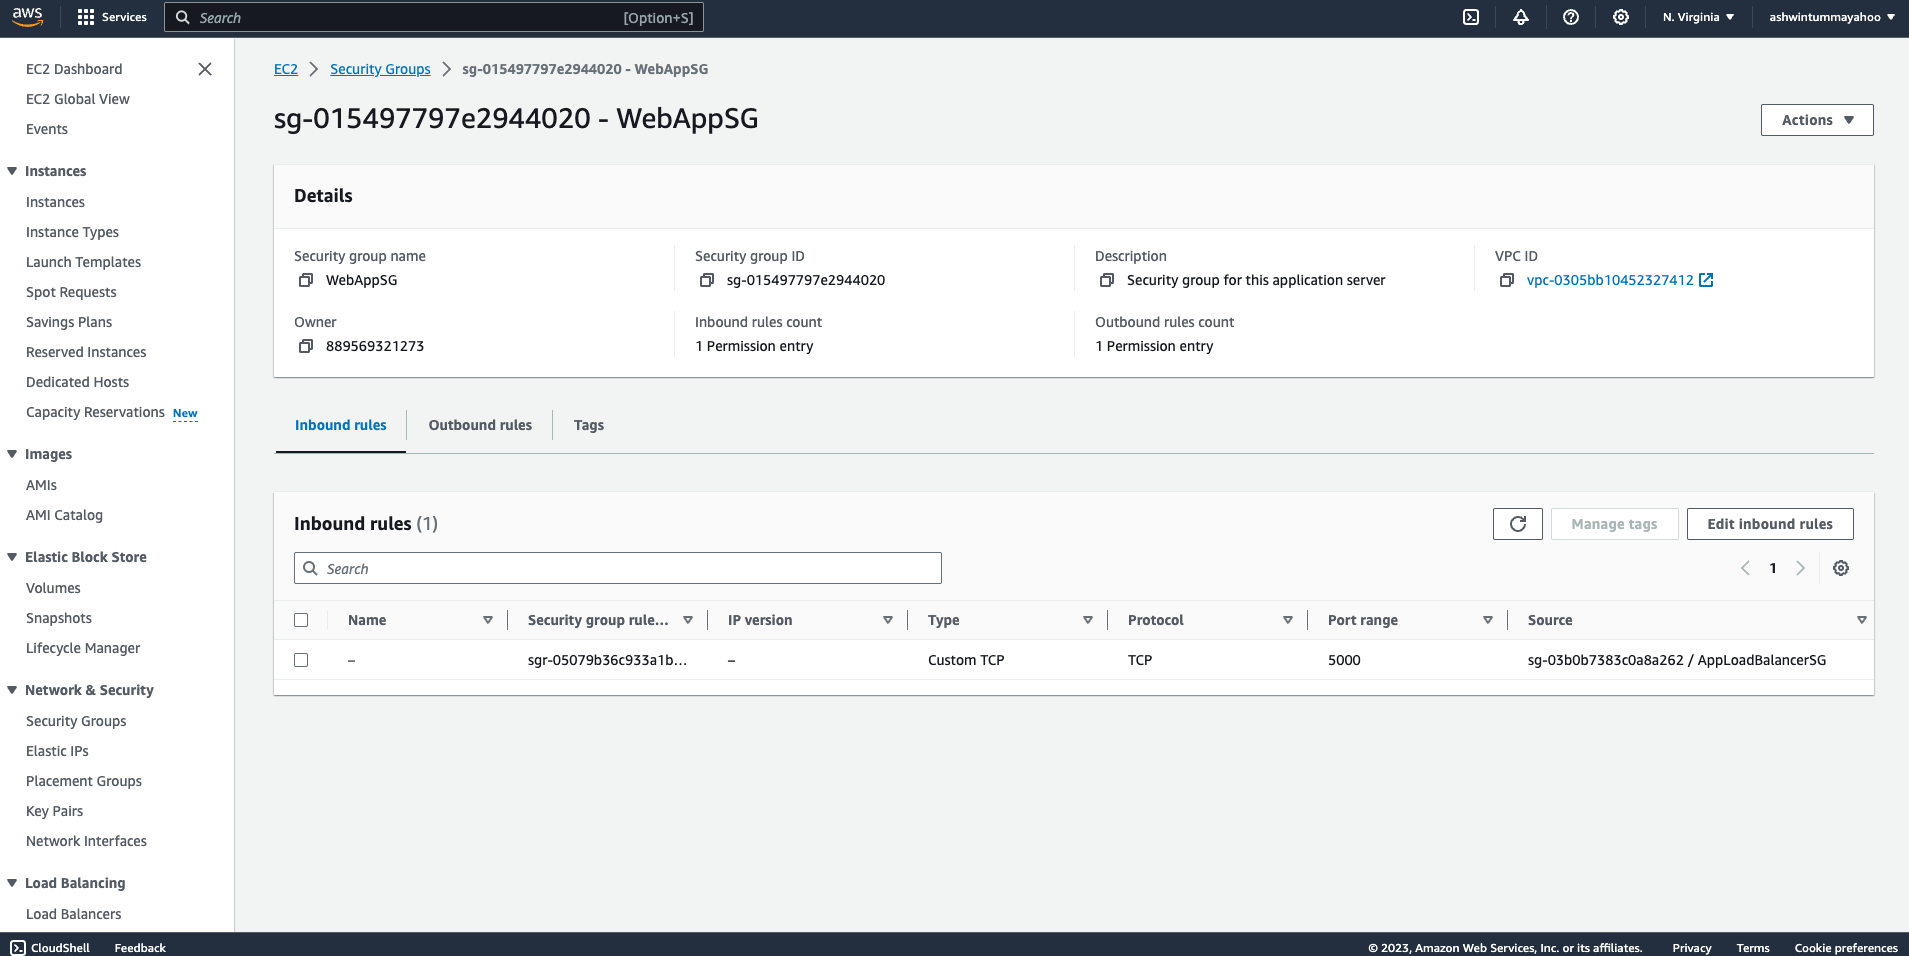 aws
Services
Search
[Option+S]
N. Virginia
ashwintummayahoo
EC2 Dashboard
EC2 Global View
Events
Instances
Instances
Instance Types
Launch Templates
Spot Requests
Savings Plans
Reserved Instances
Dedicated Hosts
Capacity Reservations New
Images
AMIs
AMI Catalog
Elastic Block Store
Volumes
Snapshots
Lifecycle Manager
Network & Security
Security Groups
Elastic IPs
Placement Groups
Key Pairs
Network Interfaces
Load Balancing
Load Balancers
EC2 > Security Groups > sg-015497797e2944020 - WebAppSG
sg-015497797e2944020 - WebAppSG
Actions
Details
Security group name
WebAppSG
Security group ID
sg-015497797e2944020
Description
Security group for this application server
VPC ID
vpc-0305bb10452327412
Owner
889569321273
Inbound rules count
1 Permission entry
Outbound rules count
1 Permission entry
Inbound rules
Outbound rules
Tags
Inbound rules (1)
Manage tags
Edit inbound rules
Search
1
Name
Security group rule...
IP version
Type
Protocol
Port range
Source
–
sgr-05079b36c933a1b...
–
Custom TCP
TCP
5000
sg-03b0b7383c0a8a262 / AppLoadBalancerSG
CloudShell
Feedback
© 2023, Amazon Web Services, Inc. or its affiliates.
Privacy
Terms
Cookie preferences